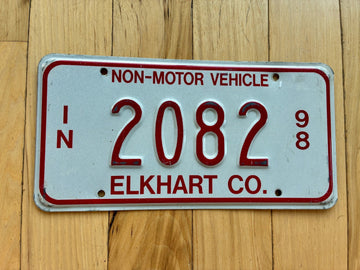 NON-MOTOR VEHICLE
IN 2082 98
ELKHART CO.